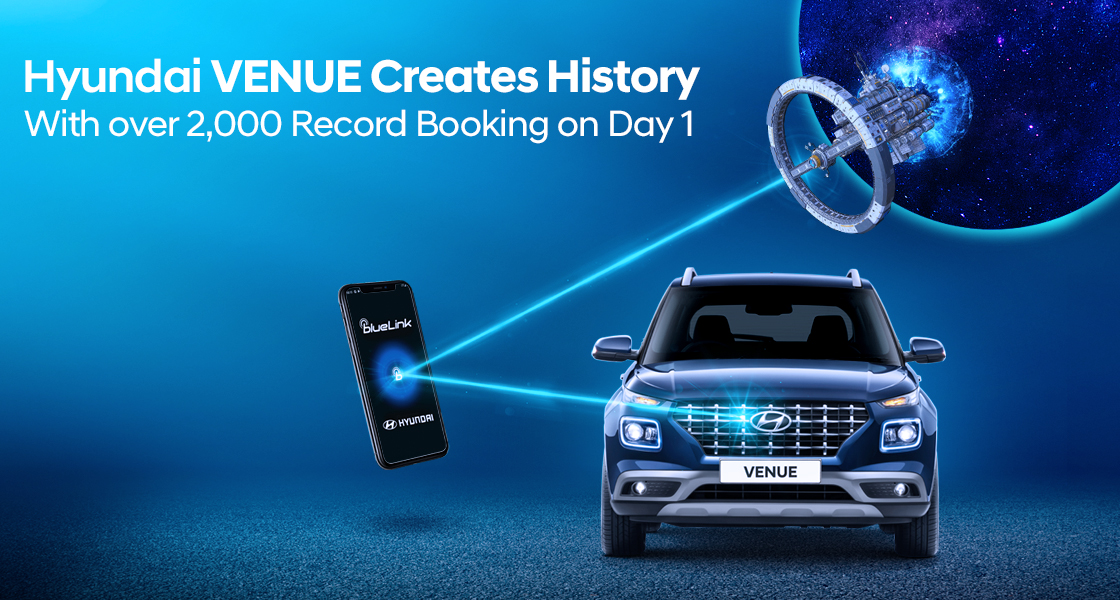 Hyundai VENUE Creates History
With over 2,000 Record Booking on Day 1
blueLink
HYUNDAI
VENUE